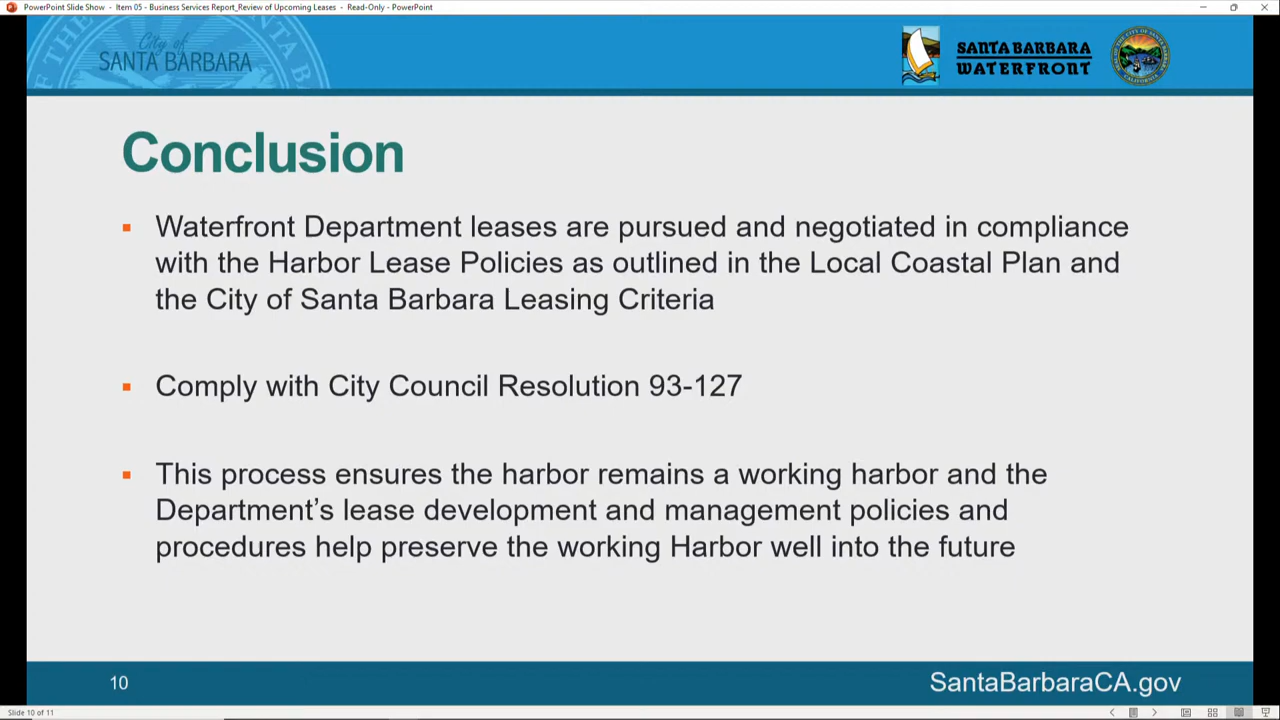 PowerPoint Slide Show - Item 05 - Business Services Report_Review of Upcoming Leases - Read-Only - PowerPoint
City of
SANTA BARBARA
SANTA BARBARA
WATERFRONT
Conclusion
Waterfront Department leases are pursued and negotiated in compliance
with the Harbor Lease Policies as outlined in the Local Coastal Plan and
the City of Santa Barbara Leasing Criteria
Comply with City Council Resolution 93-127
This process ensures the harbor remains a working harbor and the
Department’s lease development and management policies and
procedures help preserve the working Harbor well into the future
10
SantaBarbaraCA.gov
Slide 10 of 11